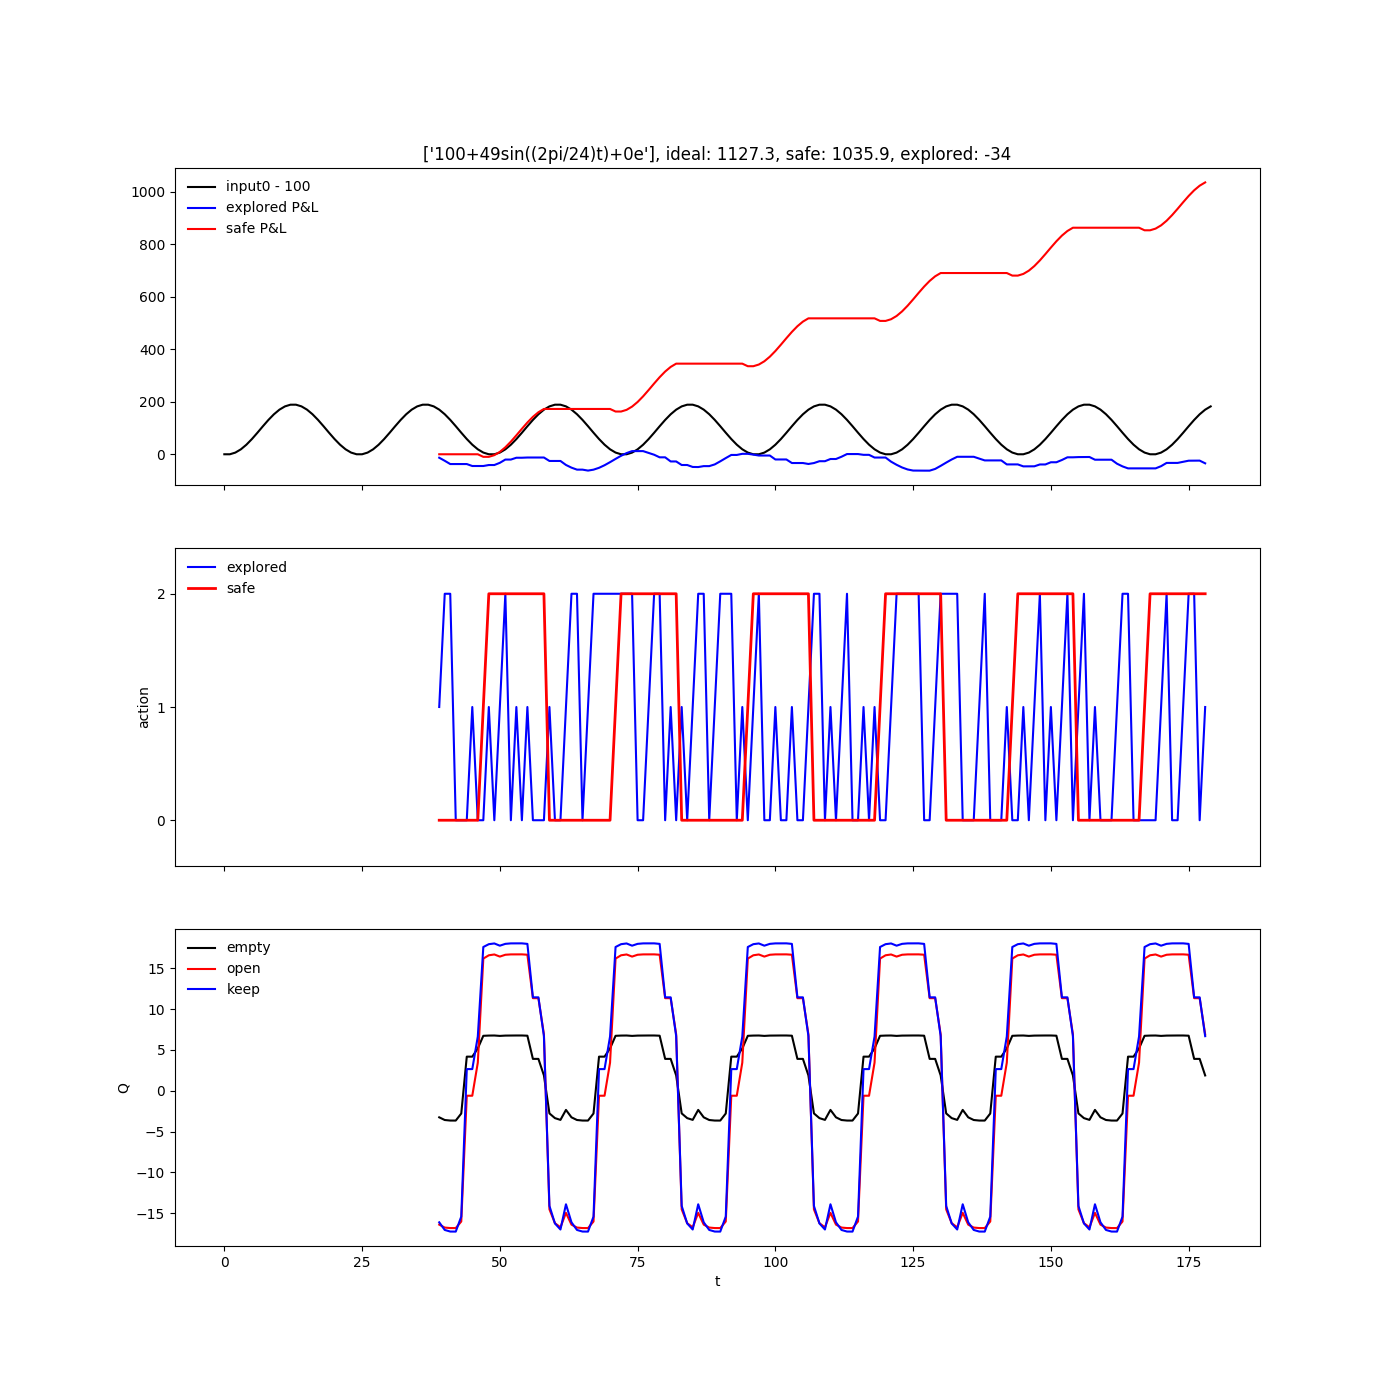 ['100+49sin((2pi/24)t)+0e'], ideal: 1127.3, safe: 1035.9, explored: -34
input0 - 100
explored P&L
safe P&L
1000
800
600
400
200
0
explored
safe
2
1
0
action
empty
open
keep
15
10
5
0
−5
−10
−15
Q
0 25 50 75 100 125 150 175
t